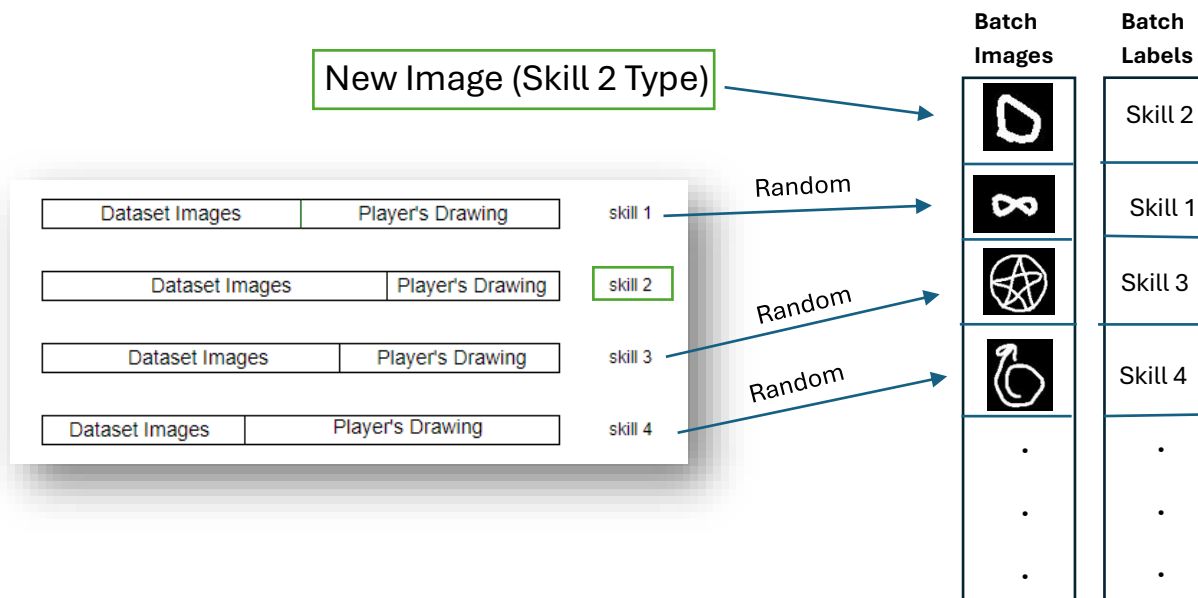 Batch Images
Batch Labels
New Image (Skill 2 Type)
Skill 2
Random
Dataset Images Player's Drawing skill 1
Skill 1
Dataset Images Player's Drawing skill 2
Random
Skill 3
Dataset Images Player's Drawing skill 3
Random
Skill 4
Dataset Images Player's Drawing skill 4
.
.
.
.
.
.